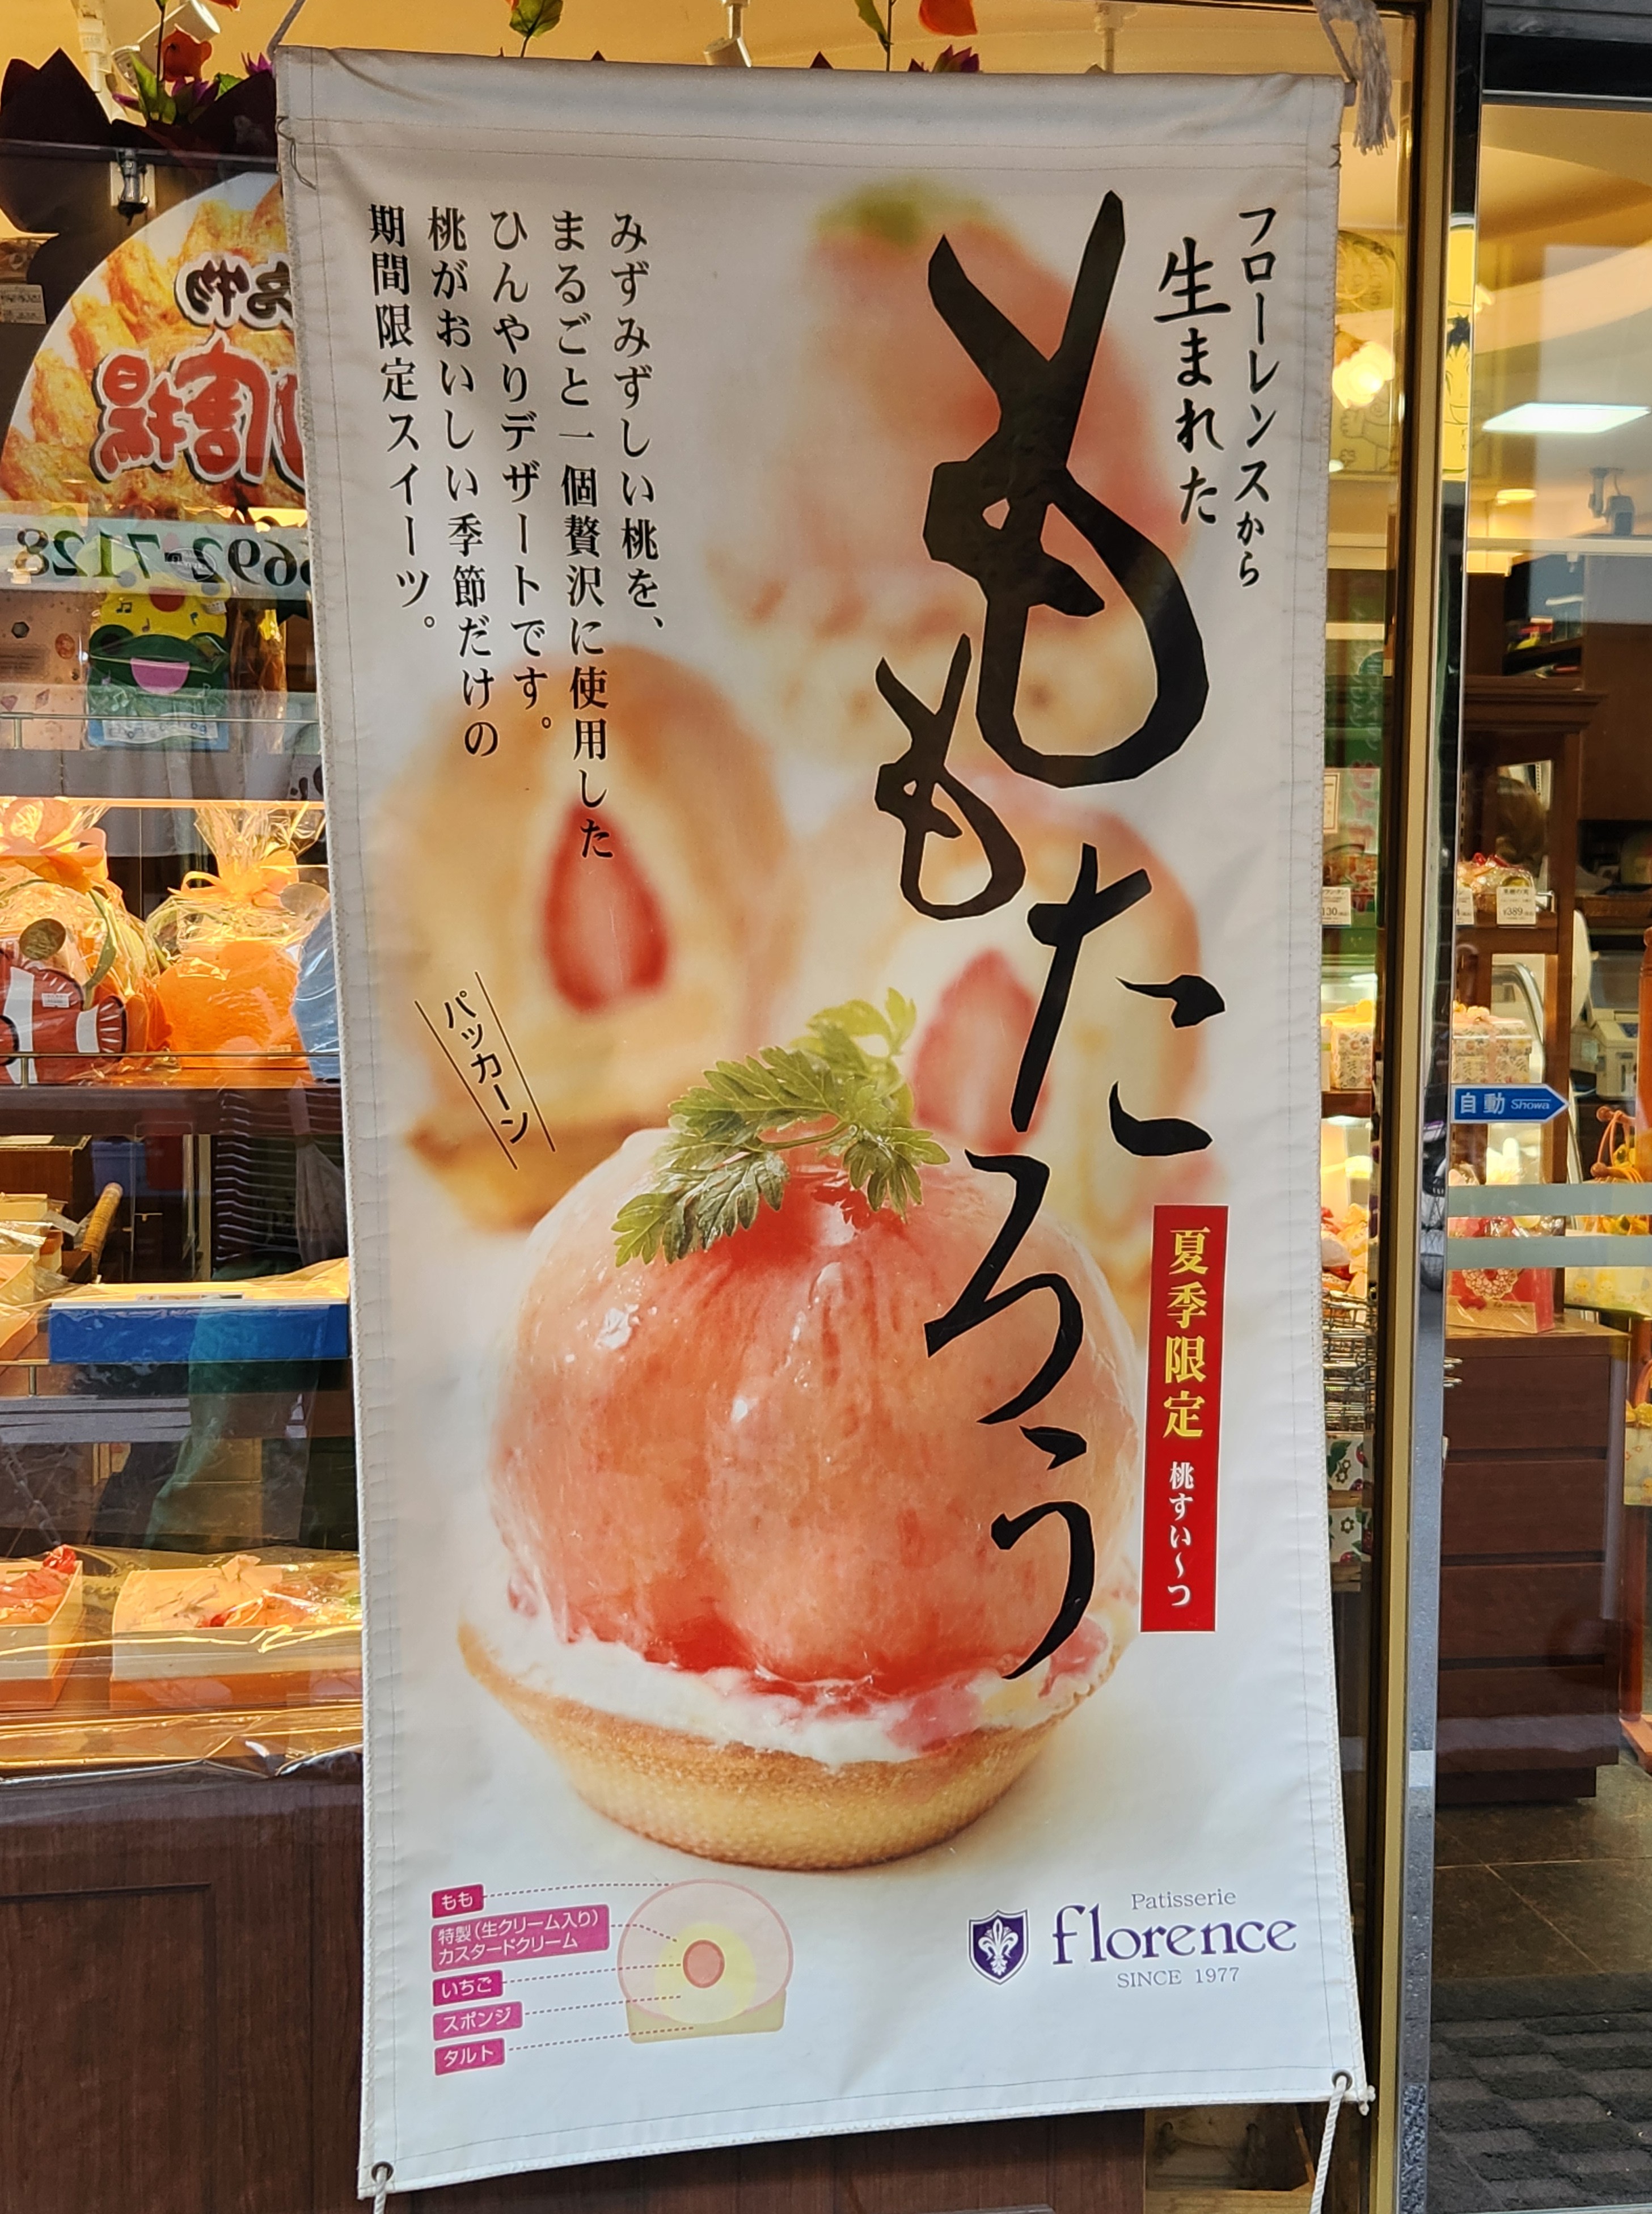 フローレンスから
生まれた
ももたろう
夏季限定 桃すい～つ
みずみずしい桃を、
まるごと一個贅沢に使用した
ひんやりデザートです。
桃がおいしい季節だけの
期間限定スイーツ。
パッカーン
もも
特製(生クリーム入り)
カスタードクリーム
いちご
スポンジ
タルト
Patisserie
florence
SINCE 1977
692-7128
自動 Showa
¥389
130